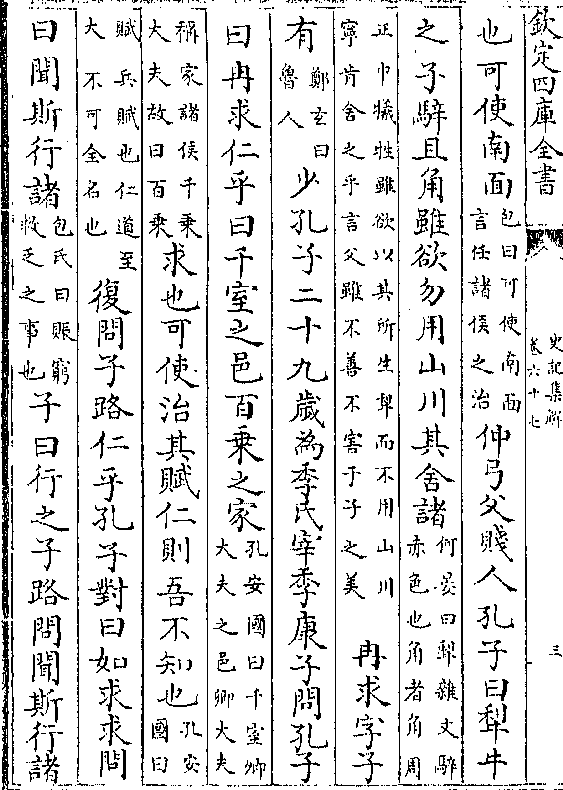 欽定四庫全書
史記集解
卷六十七
三
也可使南面包曰可使南面言任諸侯之治仲弓父賤人孔子曰犂牛
之子騂且角雖欲勿用山川其舍諸何晏曰犂雜文騂赤色也角者角周
正巾犠牲雖欲以其所生犂而不用山川寧肯舍之乎言父雖不善不害于子之美冉求字子
有鄭玄曰魯人少孔子二十九歲為季氏宰季康子問孔子
曰冉求仁乎曰千室之邑百乘之家孔安國曰千室卿大夫之邑卿大夫
稱家諸侯千乘大夫故曰百乘求也可使治其賦仁則吾不知也孔安國曰
賦兵賦也仁道至大不可全名也復問子路仁乎孔子對曰如求求問
曰聞斯行諸包氏曰賑窮救乏之事也子曰行之子路問聞斯行諸